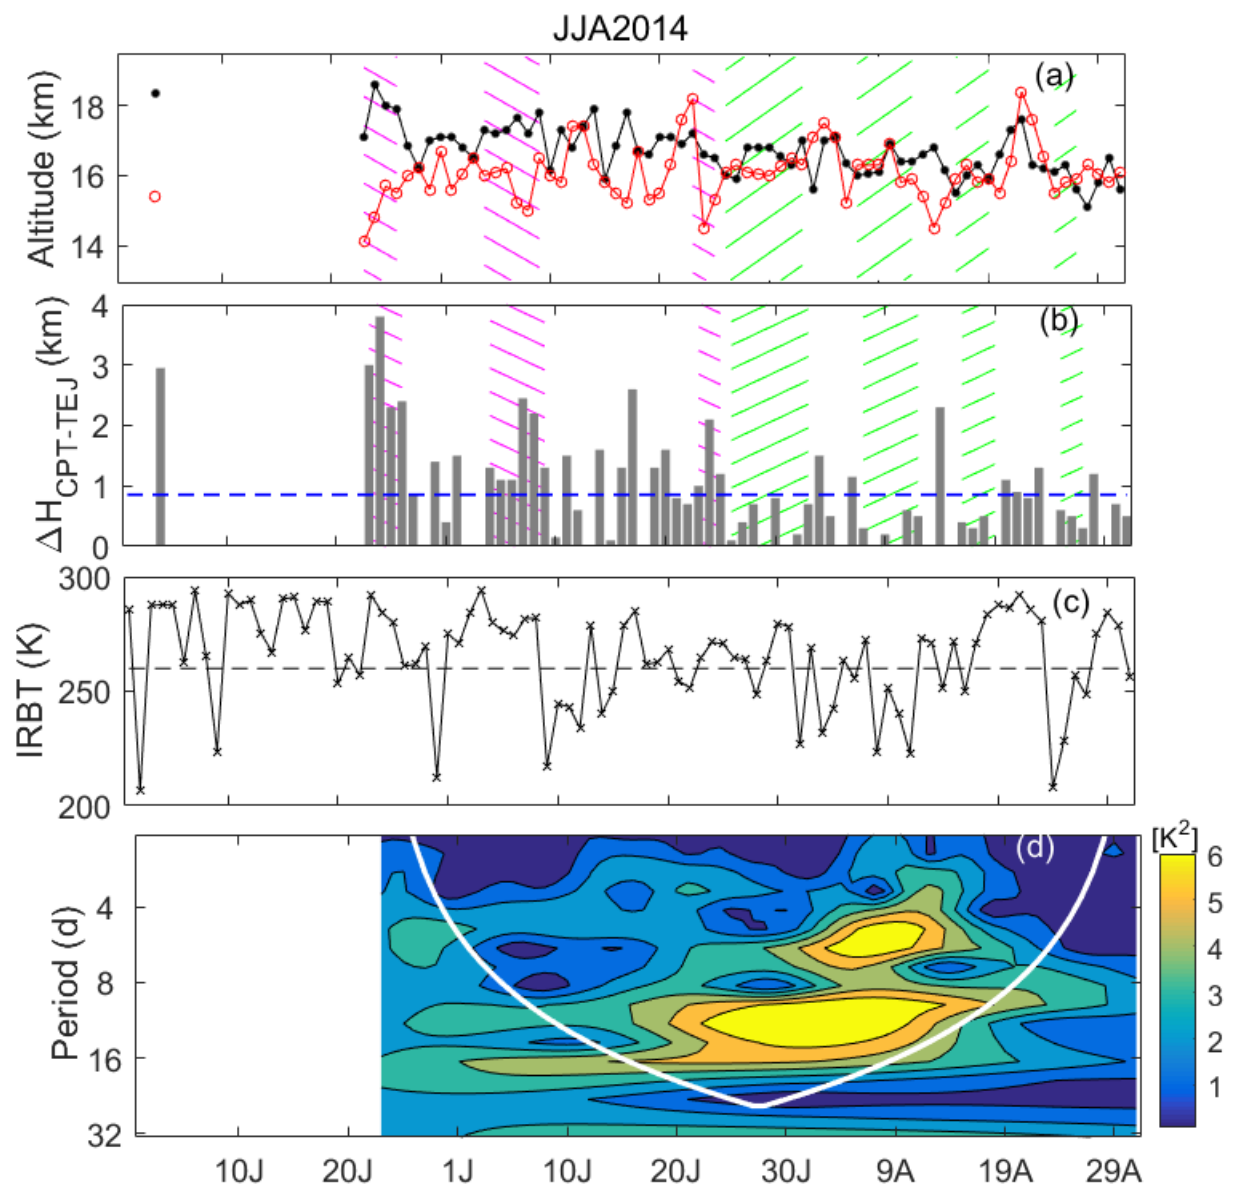 JJA2014
(a)
Altitude (km)
18
16
14
(b)
ΔH_CPT-TEJ (km)
4
3
2
1
0
(c)
IRBT (K)
300
250
200
(d)
Period (d)
4
8
16
32
[K²]
6
5
4
3
2
1
10J 20J 1J 10J 20J 30J 9A 19A 29A